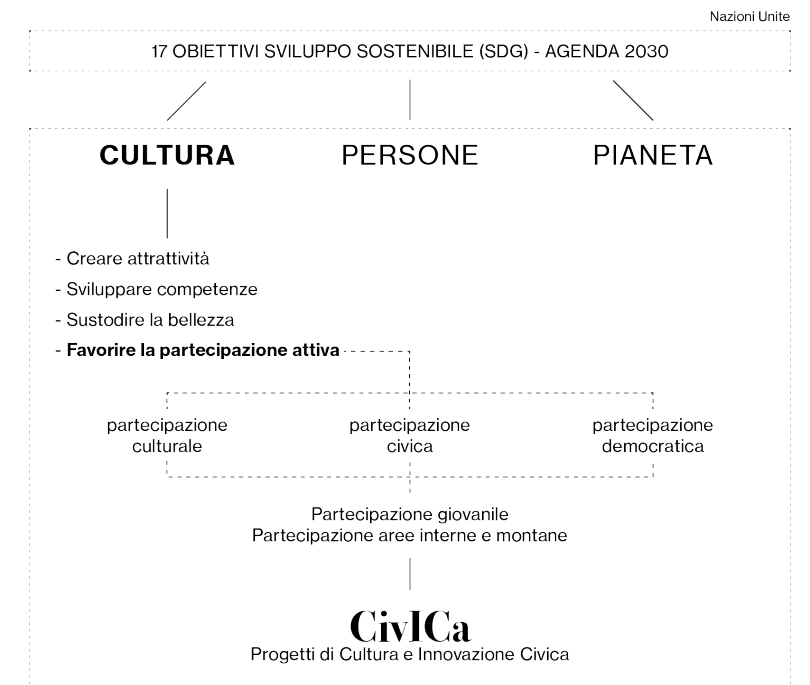 Nazioni Unite
17 OBIETTIVI SVILUPPO SOSTENIBILE (SDG) - AGENDA 2030
CULTURA PERSONE PIANETA
- Creare attrattività
- Sviluppare competenze
- Sustodire la bellezza
- Favorire la partecipazione attiva
partecipazione
culturale
partecipazione
civica
partecipazione
democratica
Partecipazione giovanile
Partecipazione aree interne e montane
CivICa
Progetti di Cultura e Innovazione Civica